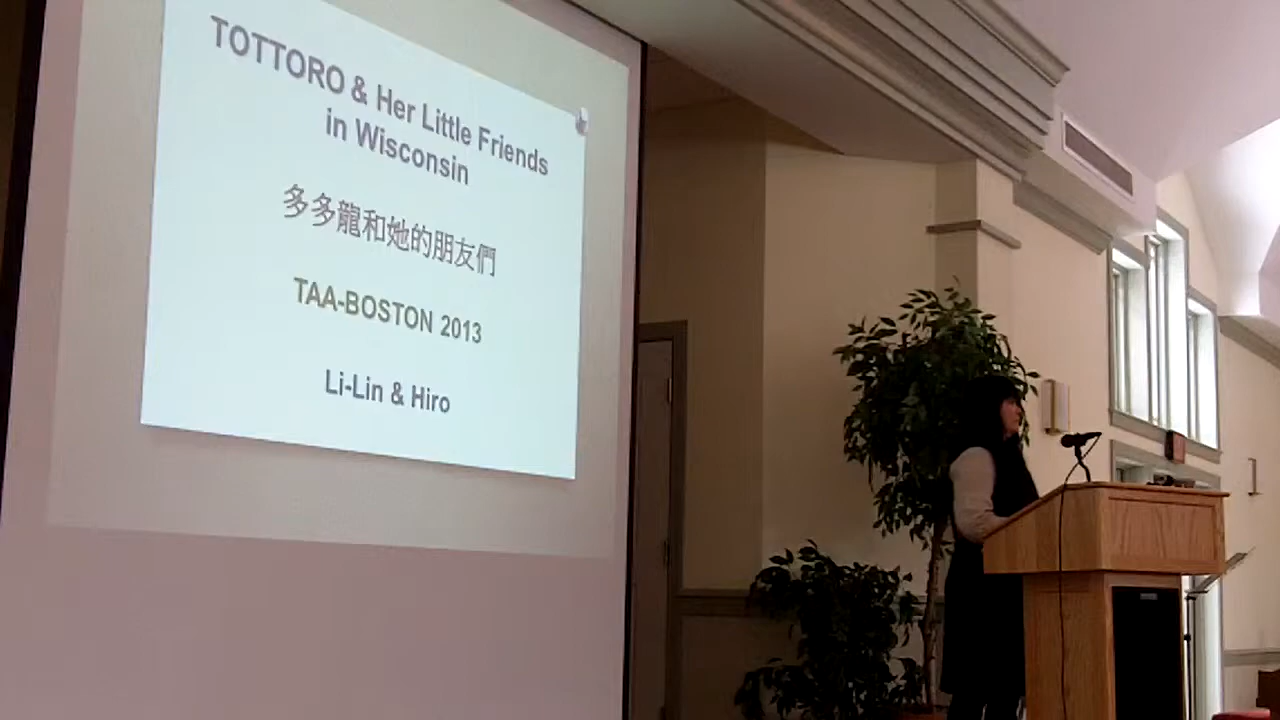 TOTTORO & Her Little Friends
in Wisconsin
多多龍和她的朋友們
TAA-BOSTON 2013
Li-Lin & Hiro